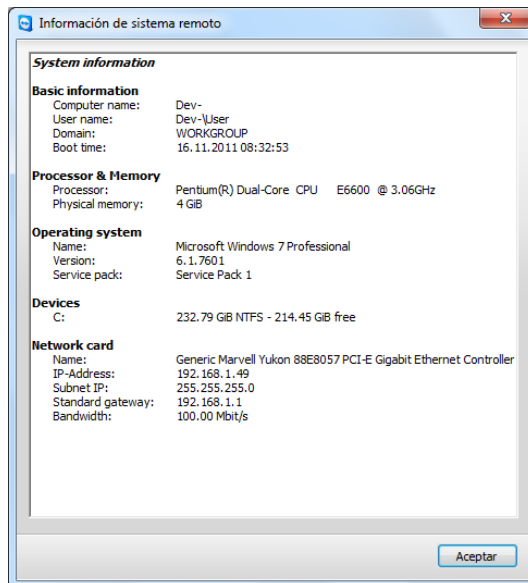 Información de sistema remoto
System information
Basic information
Computer name: Dev-
User name: Dev-\User
Domain: WORKGROUP
Boot time: 16.11.2011 08:32:53
Processor & Memory
Processor: Pentium(R) Dual-Core CPU E6600 @ 3.06GHz
Physical memory: 4 GiB
Operating system
Name: Microsoft Windows 7 Professional
Version: 6.1.7601
Service pack: Service Pack 1
Devices
C: 232.79 GiB NTFS - 214.45 GiB free
Network card
Name: Generic Marvell Yukon 88E8057 PCI-E Gigabit Ethernet Controller
IP-Address: 192.168.1.49
Subnet IP: 255.255.255.0
Standard gateway: 192.168.1.1
Bandwidth: 100.00 Mbit/s
Aceptar